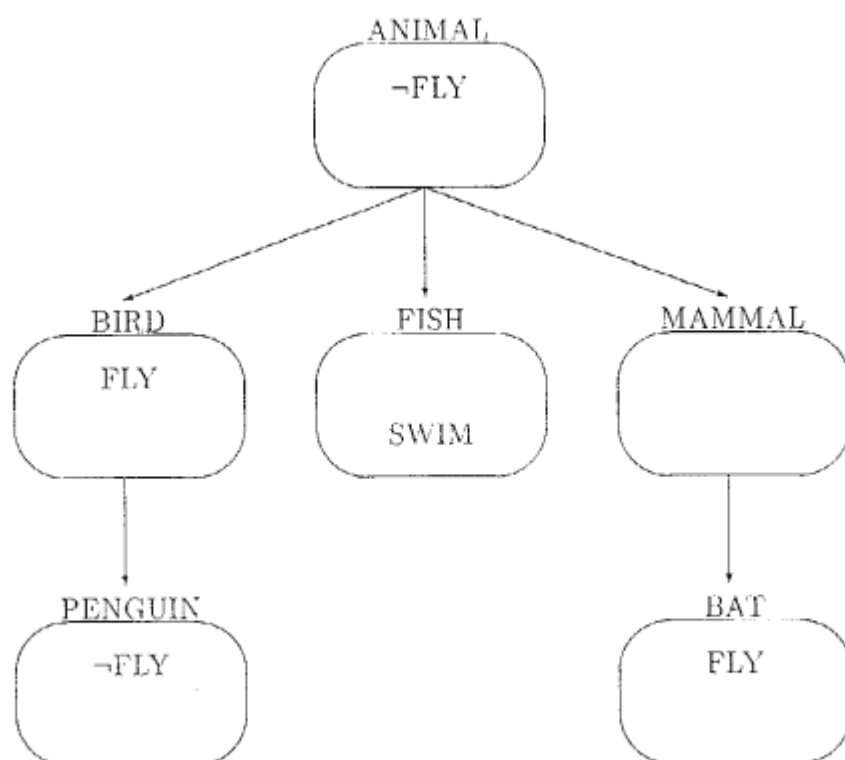 ANIMAL
¬FLY
BIRD
FISH
MAMMAL
FLY
SWIM
PENGUIN
BAT
¬FLY
FLY